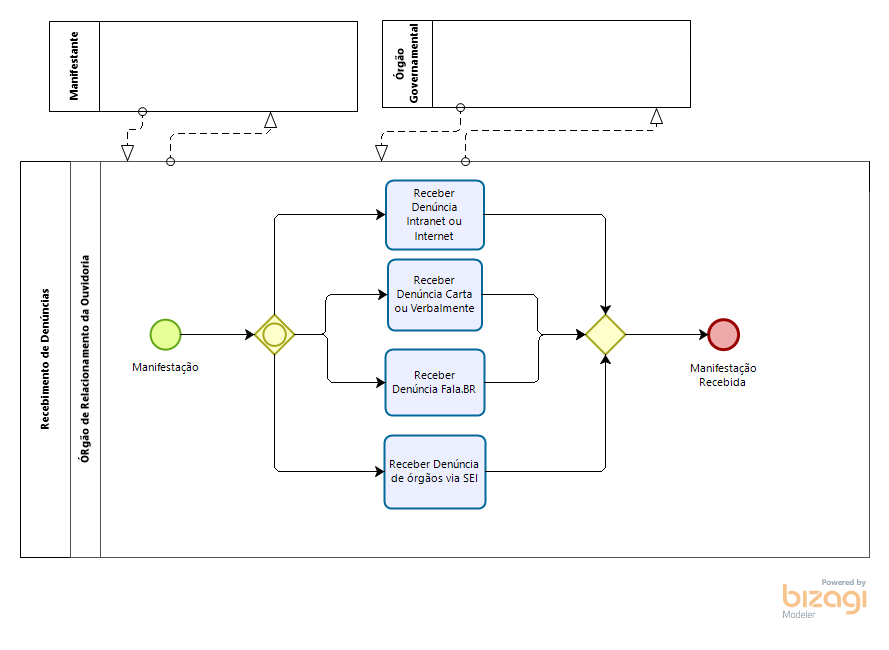 Manifestante
Órgão
Governamental
Recebimento de Denúncias
ÓRgão de Relacionamento da Ouvidoria
Manifestação
Receber
Denúncia
Intranet ou
Internet
Receber
Denúncia Carta
ou Verbalmente
Receber
Denúncia Fala.BR
Receber Denúncia
de órgãos via SEI
Manifestação
Recebida
Powered by
bizagi
Modeler